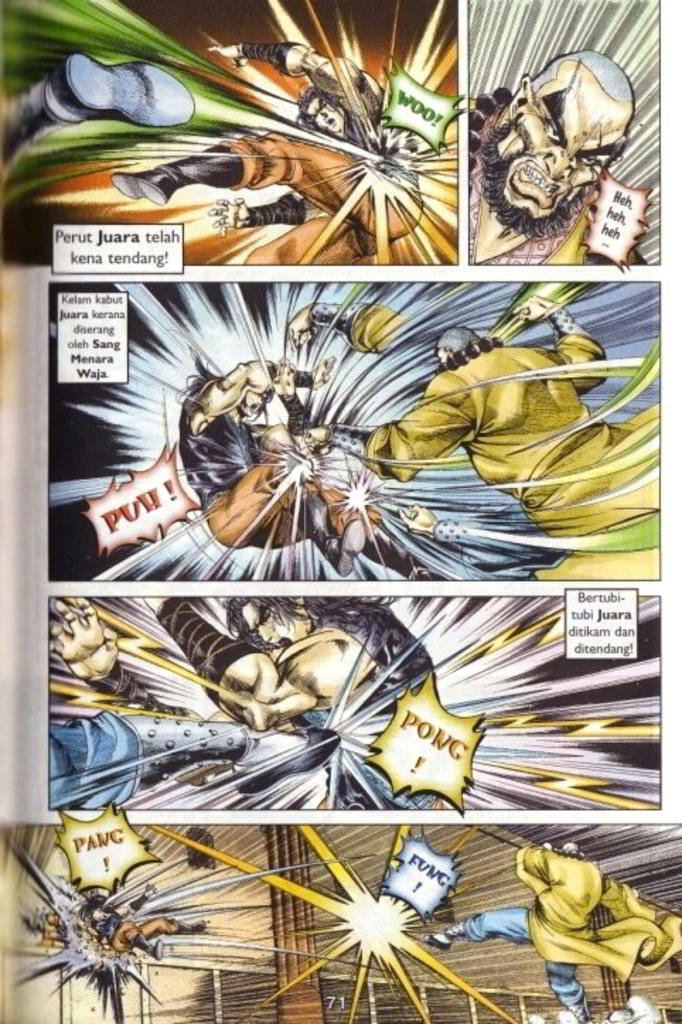 WOO!
Heh,
heh,
heh
...
Perut Juara telah
kena tendang!
Kelam kabut
Juara kerana
diserang
oleh Sang
Menara
Waja.
PUH!
Bertubi-
tubi Juara
ditikam dan
ditendang!
PONG
!
PANG
!
FUNG
!
71